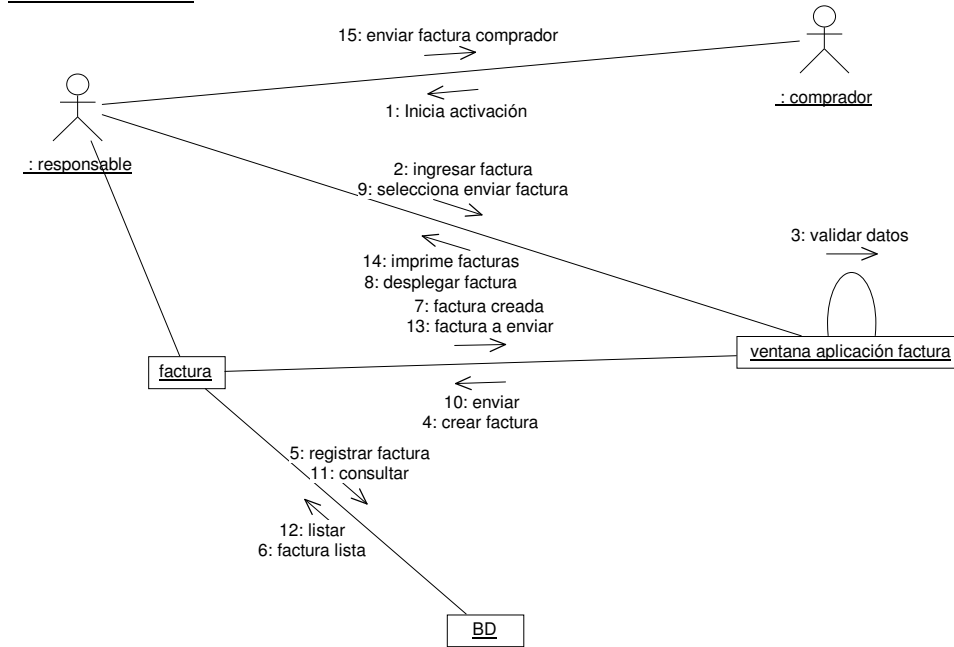 15: enviar factura comprador
1: Inicia activación
: comprador
: responsable
2: ingresar factura
9: selecciona enviar factura
3: validar datos
14: imprime facturas
8: desplegar factura
7: factura creada
13: factura a enviar
ventana aplicación factura
factura
10: enviar
4: crear factura
5: registrar factura
11: consultar
12: listar
6: factura lista
BD